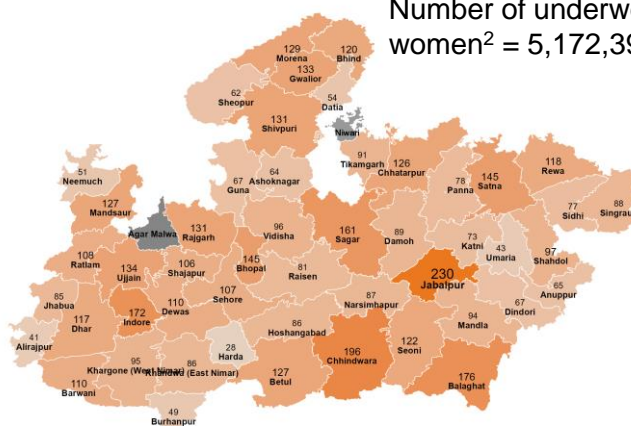 Number of underwe
women² = 5,172,39
129
Morena
120
Bhind
133
Gwalior
62
Sheopur
54
Datia
131
Shivpuri
Niwari
91
Tikamgarh
126
Chhatarpur
78
Panna
145
Satna
118
Rewa
77
Sidhi
88
Singrau
51
Neemuch
127
Mandsaur
67
Guna
64
Ashoknagar
Agar Malwa
131
Rajgarh
96
Vidisha
161
Sagar
89
Damoh
73
Katni
43
Umaria
97
Shahdol
108
Ratlam
134
Ujjain
106
Shajapur
145
Bhopal
81
Raisen
230
Jabalpur
65
Anuppur
85
Jhabua
172
Indore
110
Dewas
107
Sehore
87
Narsimhapur
67
Dindori
94
Mandla
41
Alirajpur
117
Dhar
86
Hoshangabad
28
Harda
196
Chhindwara
122
Seoni
176
Balaghat
95
Khargone (West Nimar)
86
Khandwa (East Nimar)
127
Betul
110
Barwani
49
Burhanpur